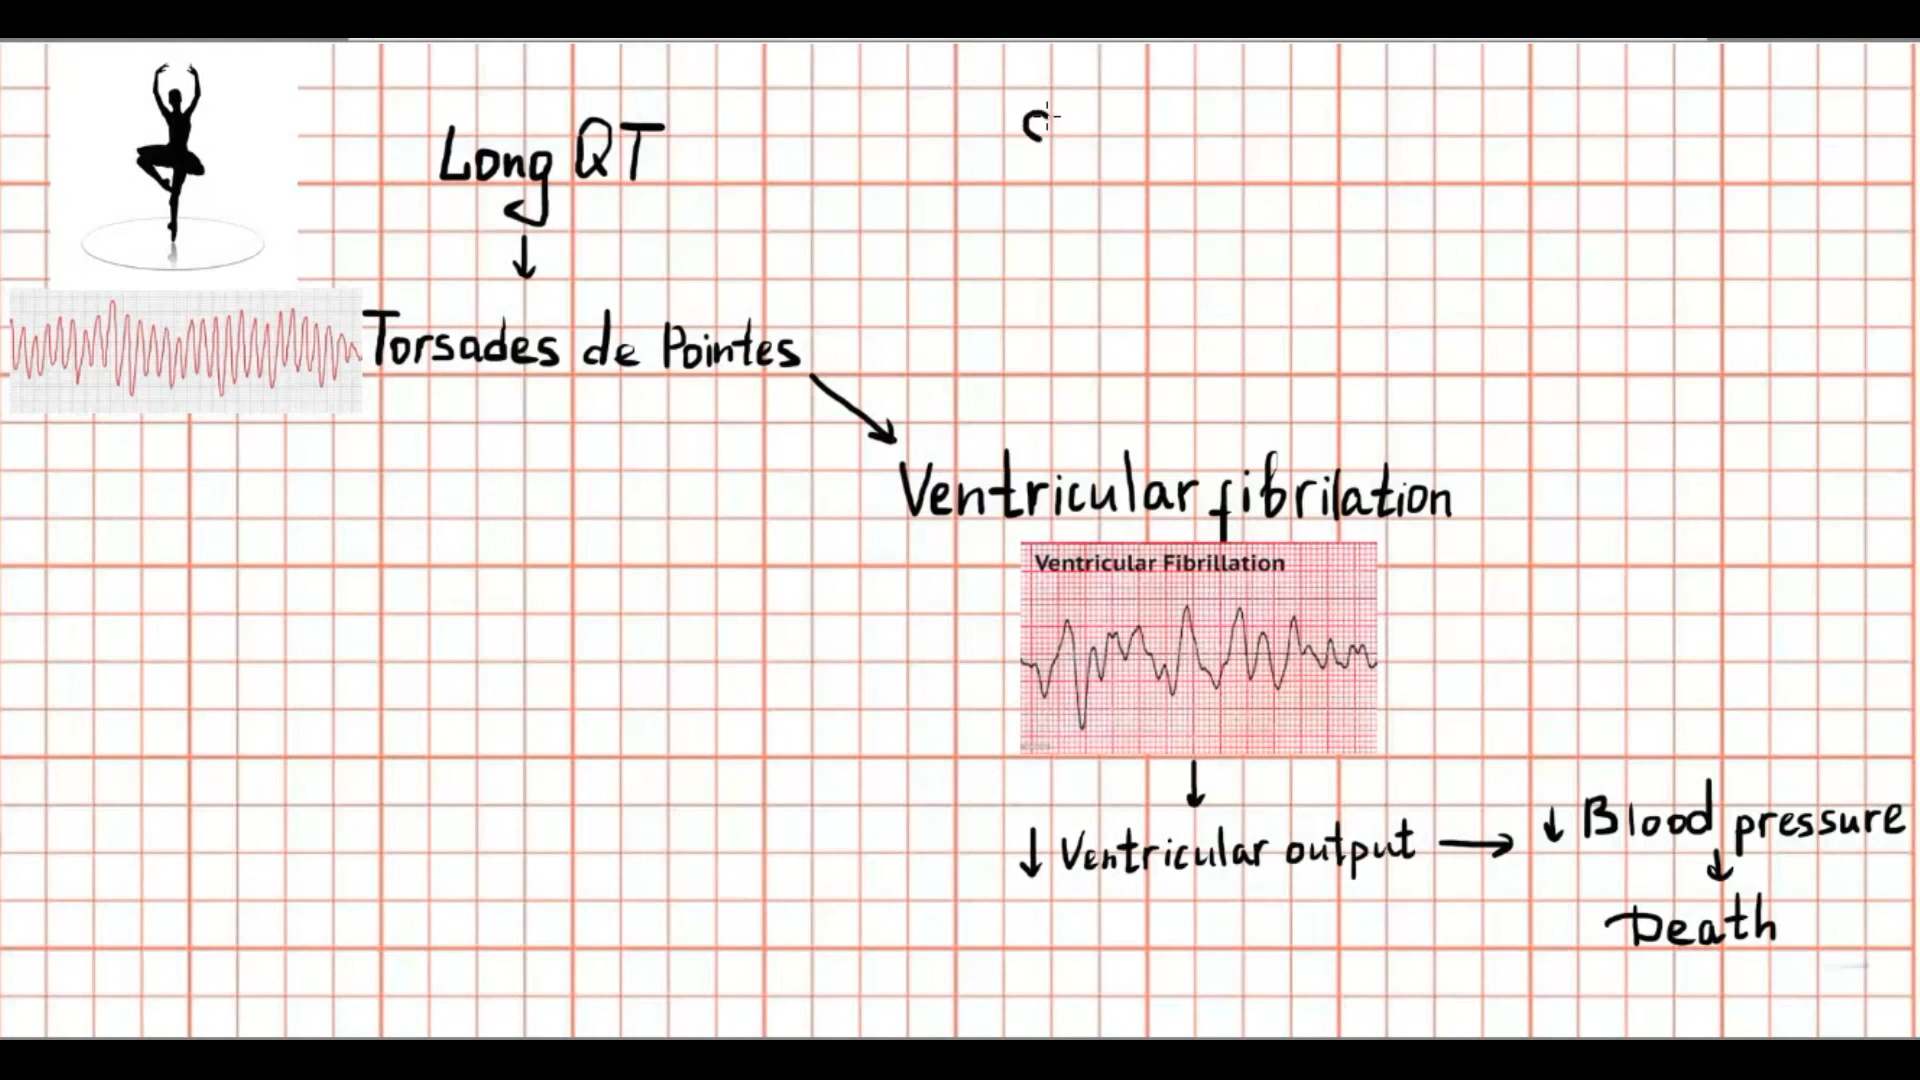 Long QT
Torsades de Pointes
Ventricular fibrilation
Ventricular Fibrillation
↓ Ventricular output → ↓ Blood pressure
Death